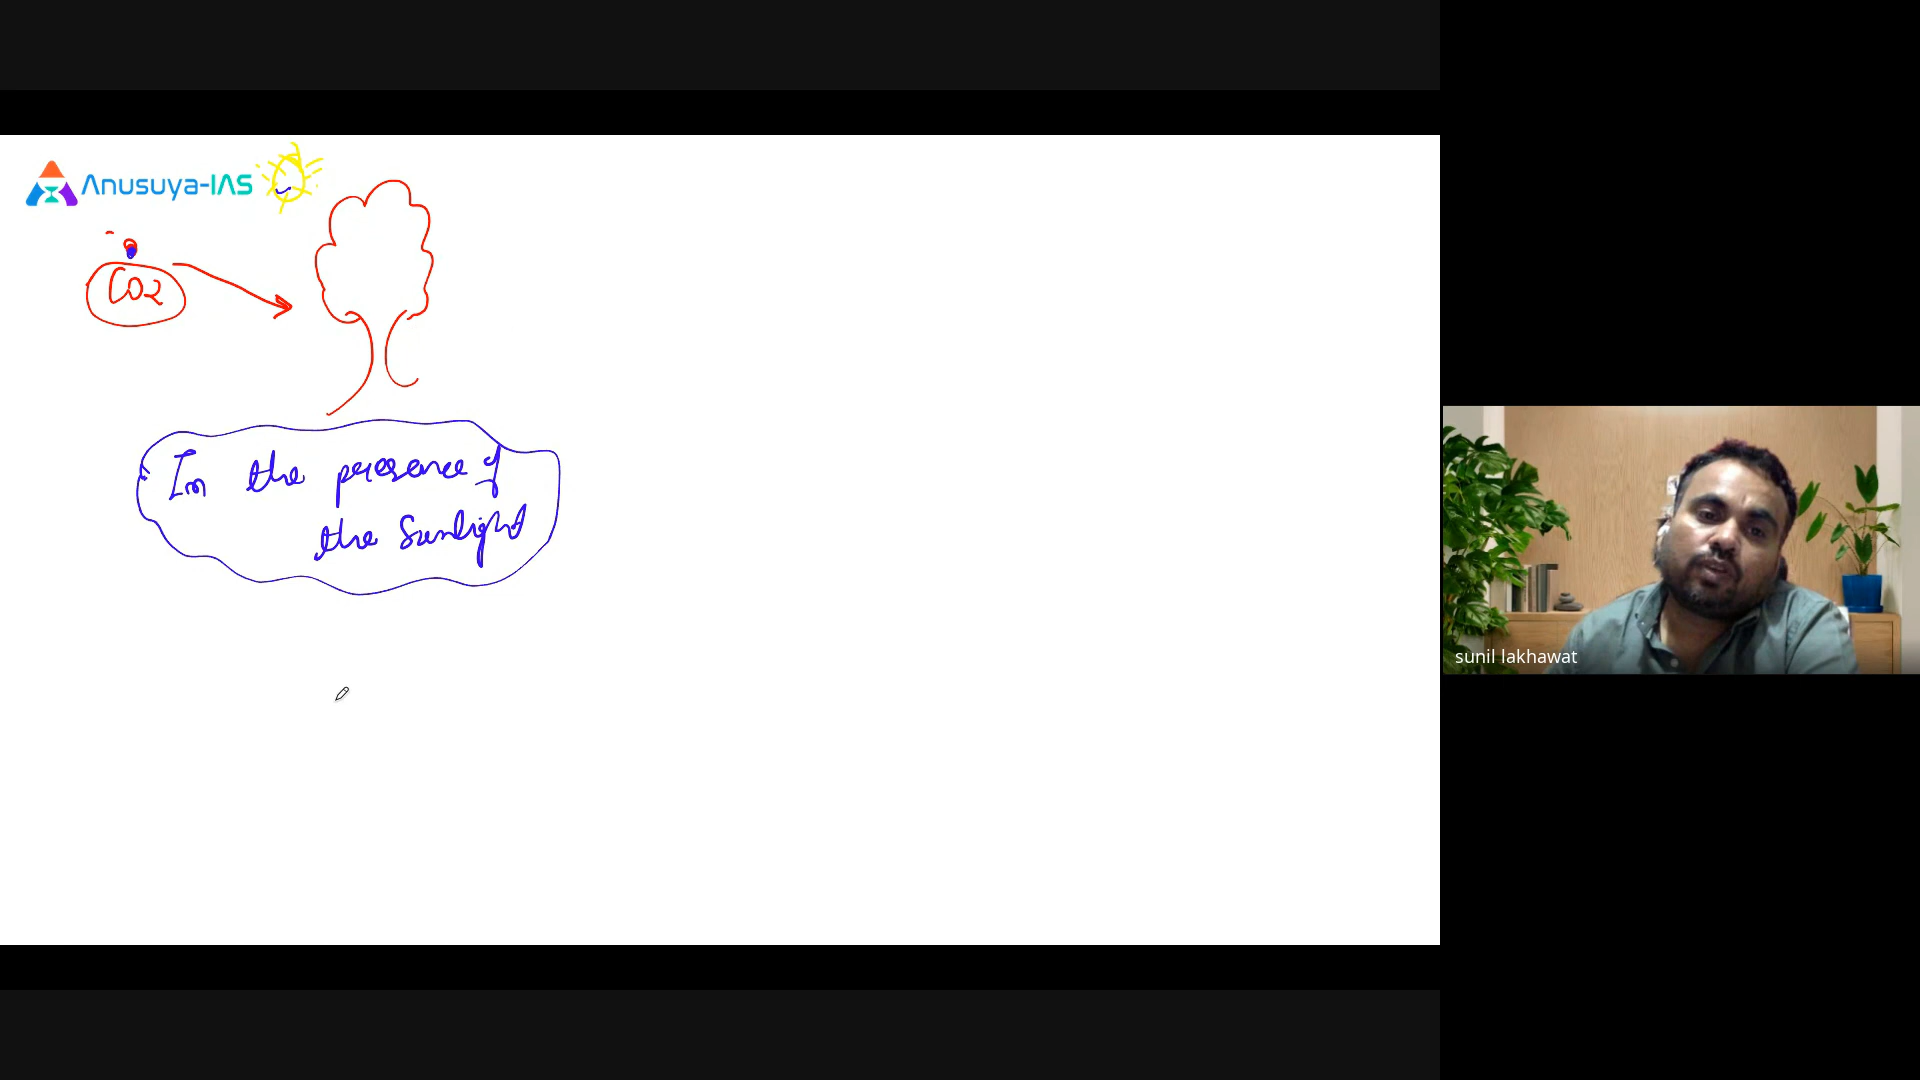 Anusuya-IAS
CO2
In the presence of
the Sunlight
sunil lakhawat